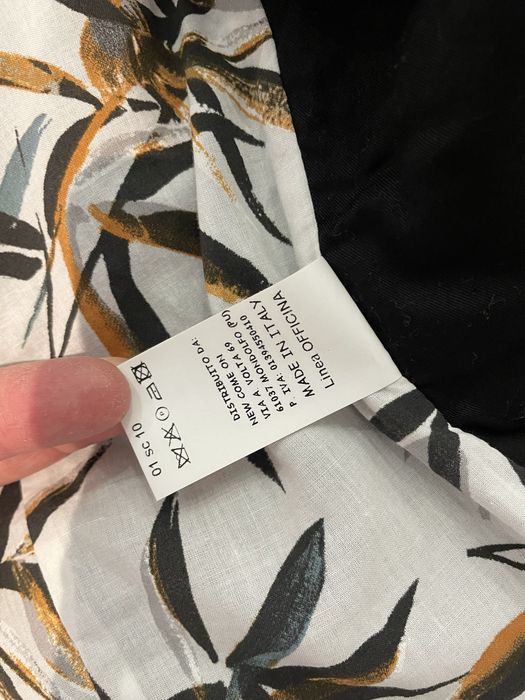 Linea OFFICINA
MADE IN ITALY
P. IVA: 01394550410
61037 MONDOLFO (PU)
VIA A VOLTA 69
NEW COME ON
DISTRIBUITO DA:
01 SC 10